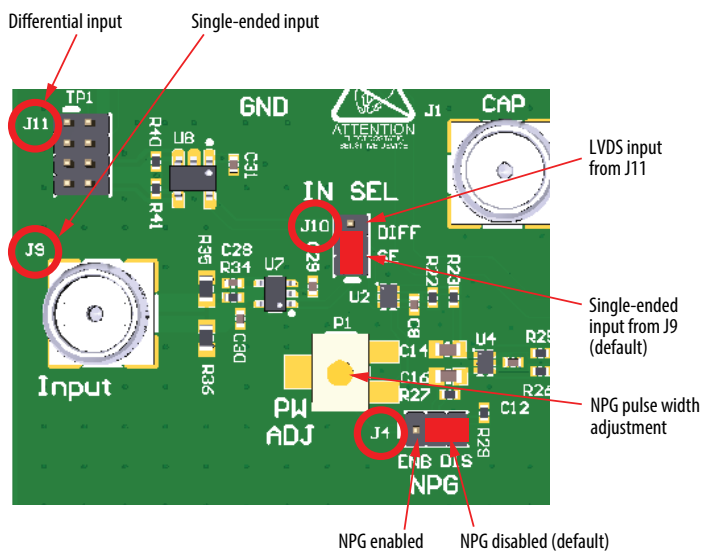 Differential input
Single-ended input
TP1
J11
GND
J1
CAP
R40
U8
C31
ATTENTION
LVDS input
from J11
R41
IN SEL
J10
DIFF
SE
J9
R35
C28
R34
U7
C29
U2
R22
R23
C8
Single-ended
input from J9
(default)
C30
R36
P1
C14
U4
R25
C16
R27
R26
C12
Input
PW
ADJ
NPG pulse width
adjustment
J4
R29
ENB DIS
NPG
NPG enabled
NPG disabled (default)